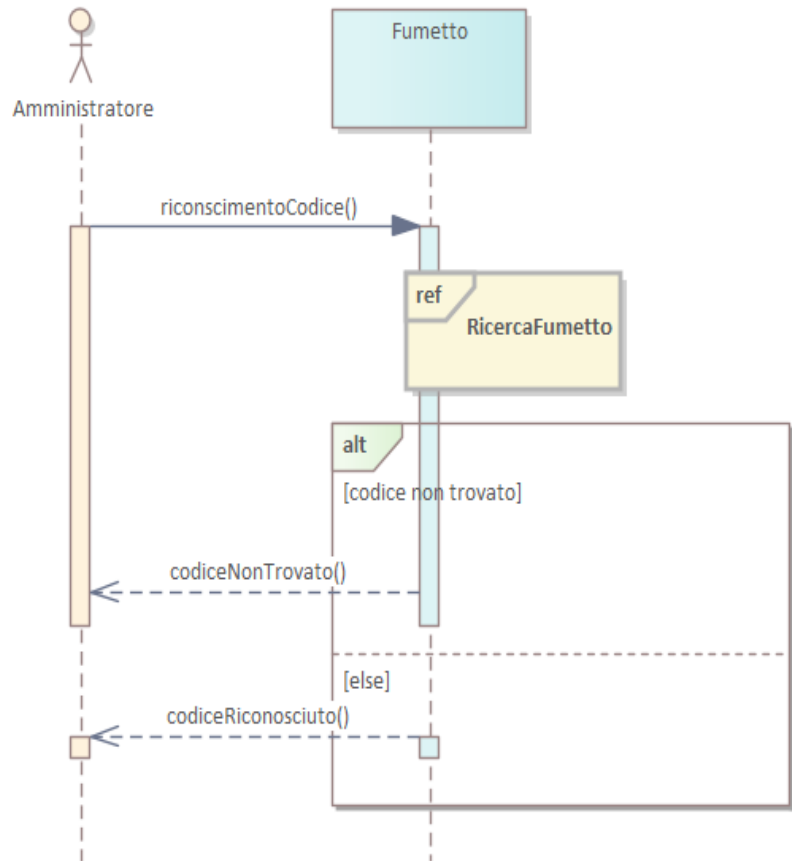 Fumetto
Amministratore
riconscimentoCodice()
ref
RicercaFumetto
alt
[codice non trovato]
codiceNonTrovato()
[else]
codiceRiconosciuto()